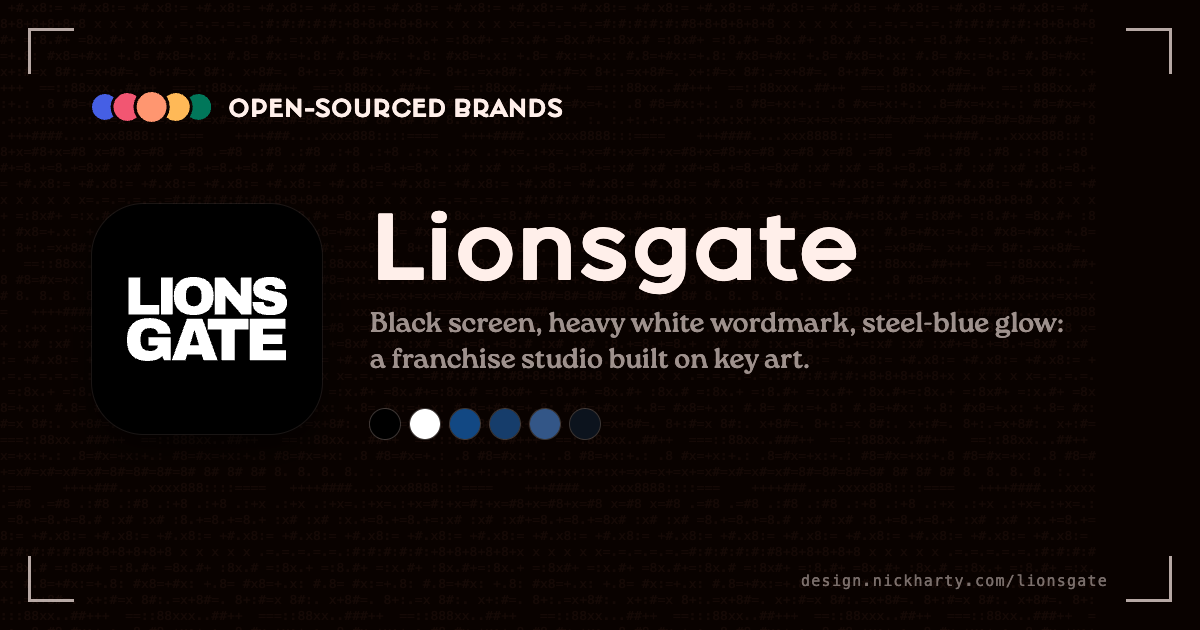 OPEN-SOURCED BRANDS
LIONS
GATE
Lionsgate
Black screen, heavy white wordmark, steel-blue glow:
a franchise studio built on key art.
design.nickharty.com/lionsgate